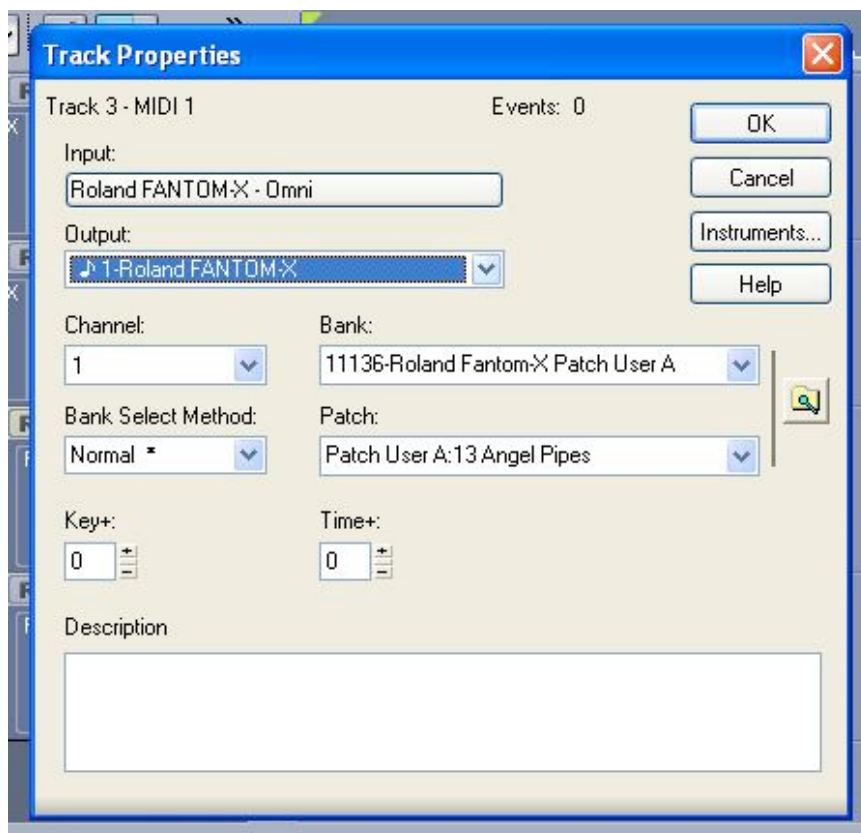 Track Properties
Track 3 - MIDI 1 Events: 0
OK
Input:
Roland FANTOM-X - Omni
Cancel
Output:
1-Roland FANTOM-X
Instruments...
Help
Channel: Bank:
1 11136-Roland Fantom-X Patch User A
Bank Select Method: Patch:
Normal * Patch User A:13 Angel Pipes
Key+: Time+:
0 0
Description